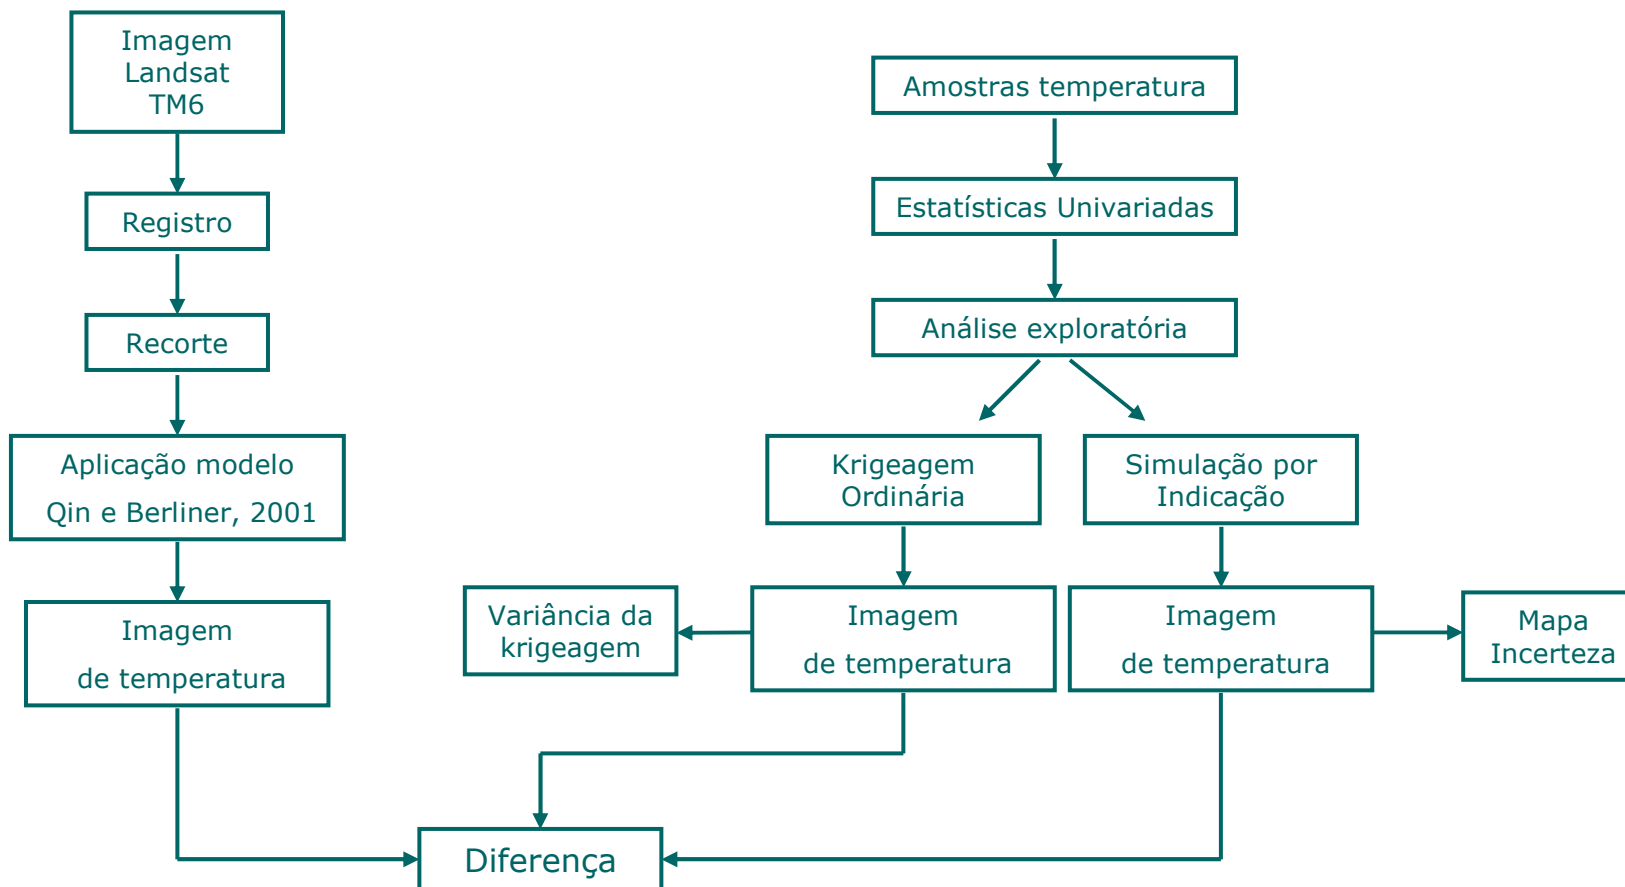 Imagem
Landsat
TM6
Registro
Recorte
Aplicação modelo
Qin e Berliner, 2001
Imagem
de temperatura
Amostras temperatura
Estatísticas Univariadas
Análise exploratória
Krigeagem
Ordinária
Simulação por
Indicação
Variância da
krigeagem
Imagem
de temperatura
Imagem
de temperatura
Mapa
Incerteza
Diferença